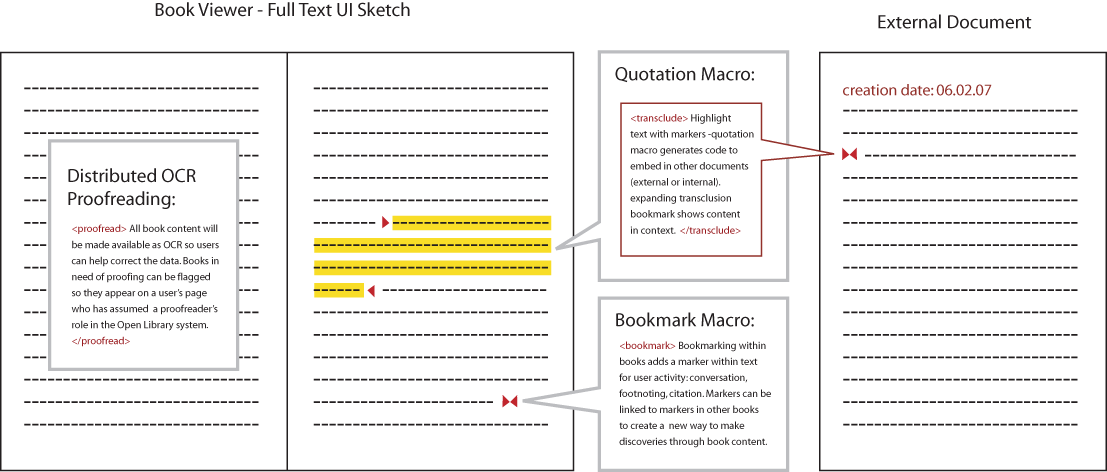 Book Viewer - Full Text UI Sketch
External Document
Distributed OCR
Proofreading:
<proofread> All book content will
be made available as OCR so users
can help correct the data. Books in
need of proofing can be flagged
so they appear on a user's page
who has assumed a proofreader's
role in the Open Library system.
</proofread>
Quotation Macro:
<transclude> Highlight
text with markers -quotation
macro generates code to
embed in other documents
(external or internal).
expanding transclusion
bookmark shows content
in context. </transclude>
Bookmark Macro:
<bookmark> Bookmarking within
books adds a marker within text
for user activity: conversation,
footnoting, citation. Markers can be
linked to markers in other books
to create a new way to make
discoveries through book content.
creation date: 06.02.07